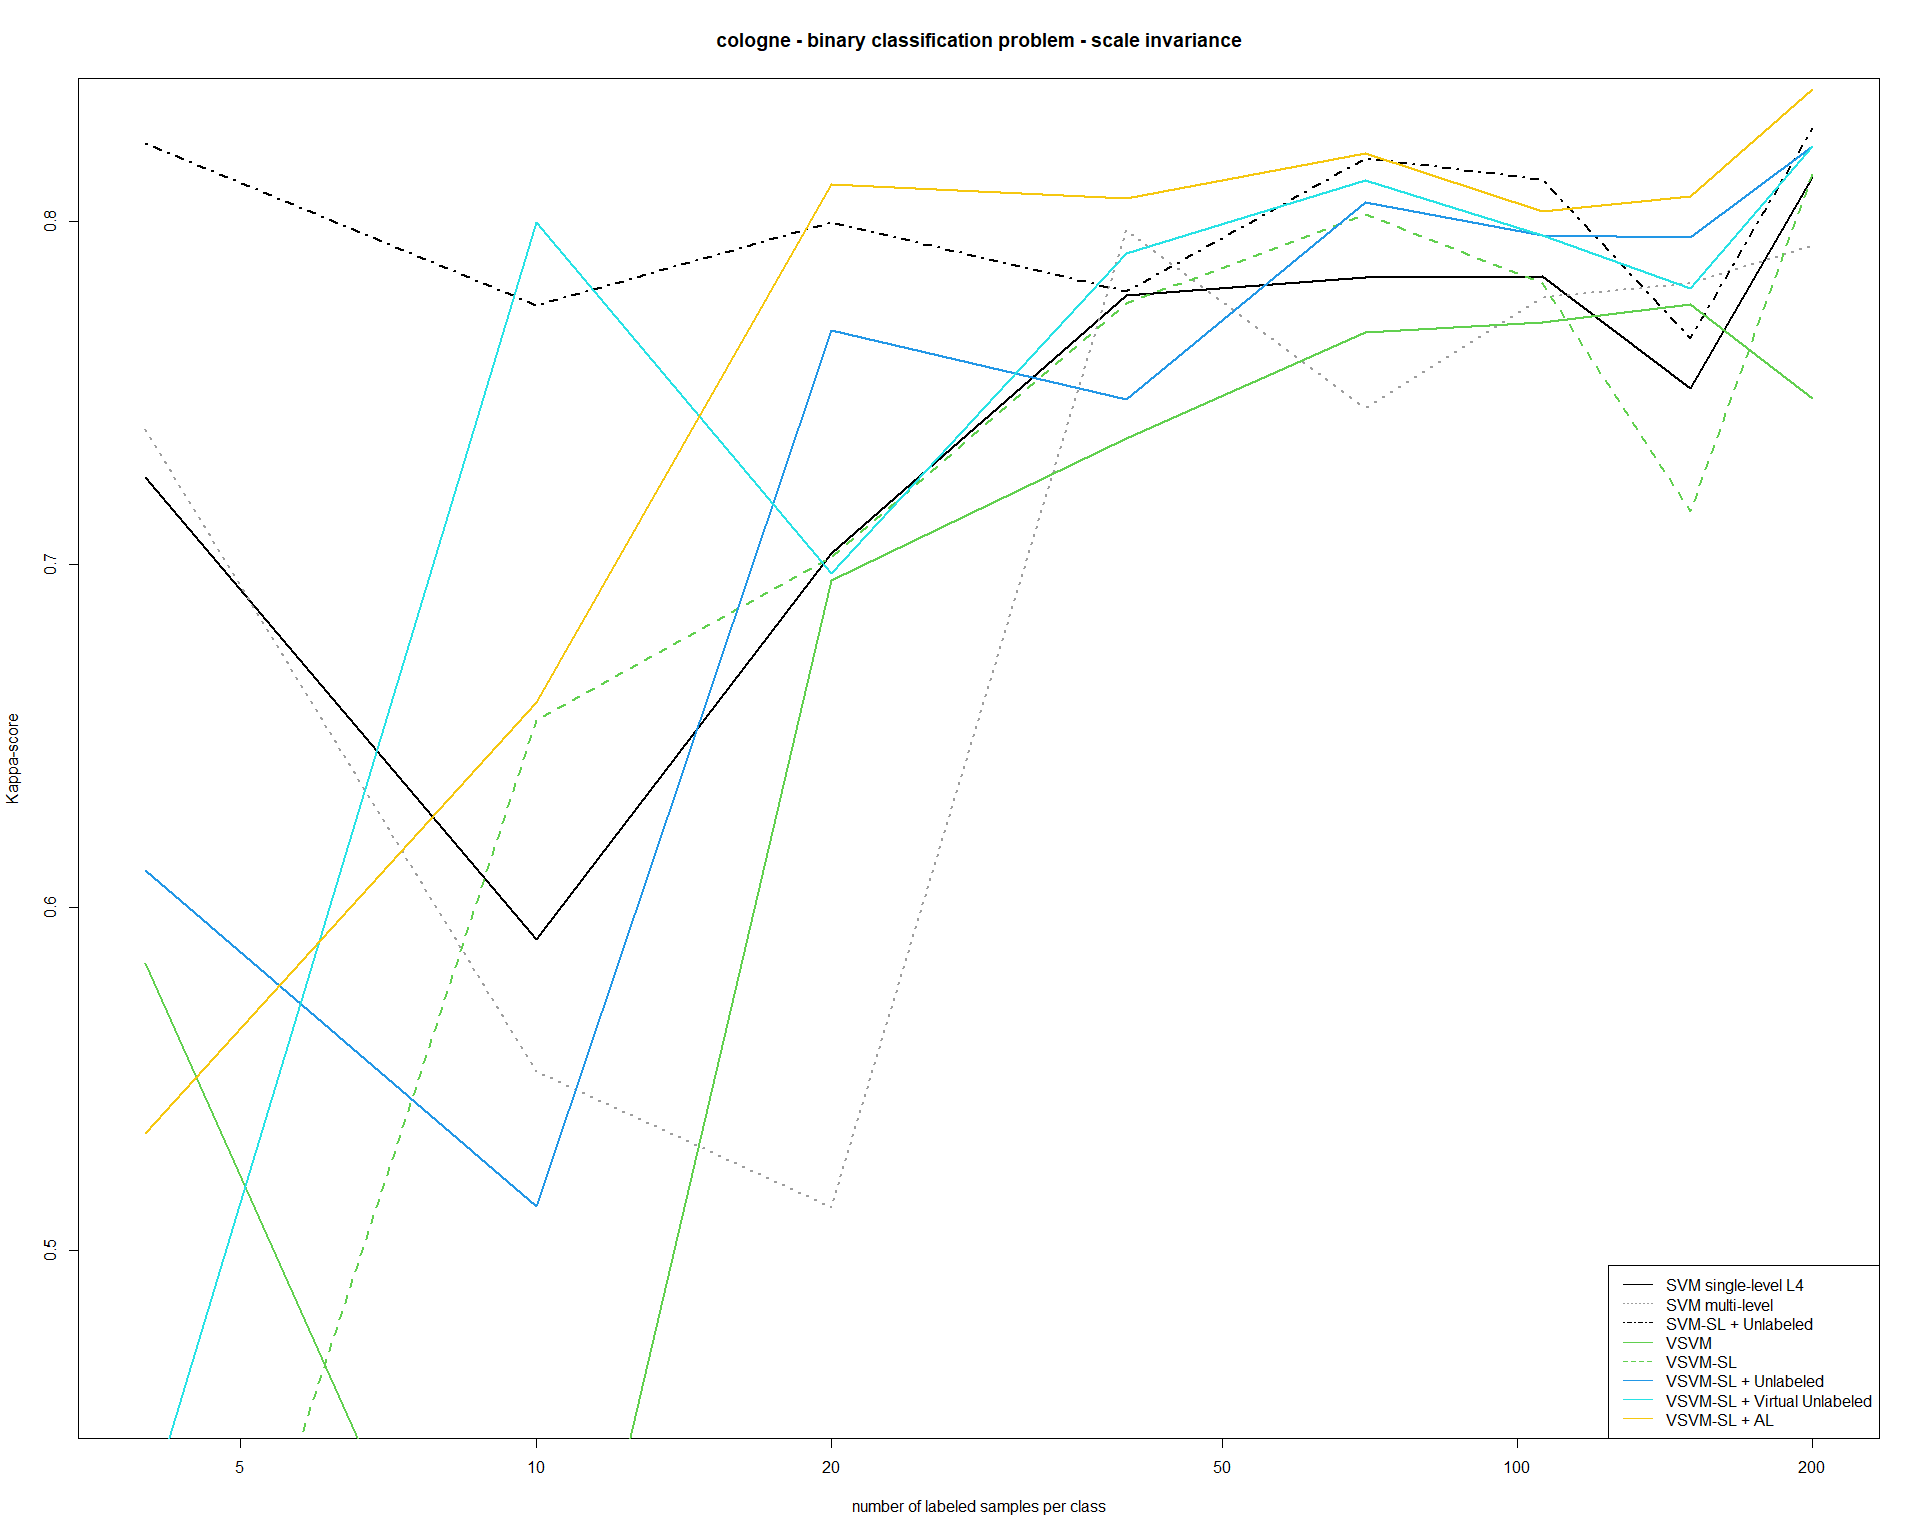 cologne - binary classification problem - scale invariance
Kappa-score
0.8
0.7
0.6
0.5
5
10
20
50
100
200
number of labeled samples per class
SVM single-level L4
SVM multi-level
SVM-SL + Unlabeled
VSVM
VSVM-SL
VSVM-SL + Unlabeled
VSVM-SL + Virtual Unlabeled
VSVM-SL + AL